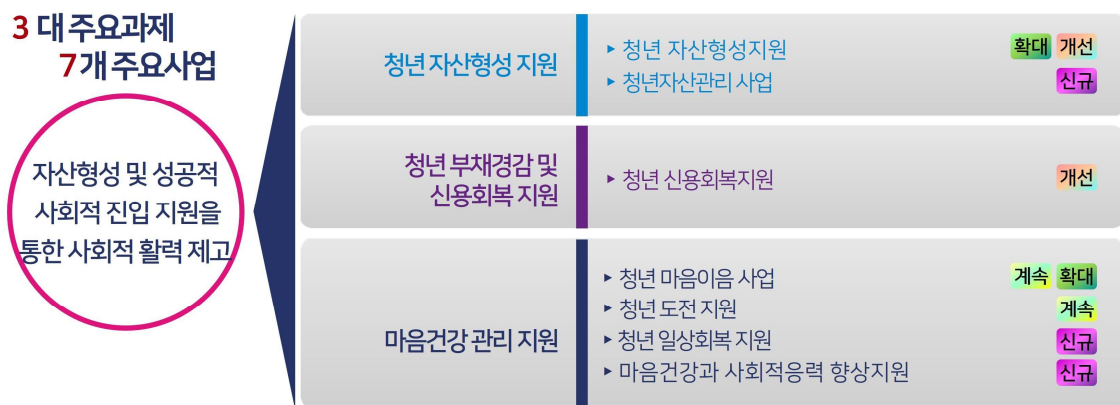 3 대 주요과제
7개 주요사업
자산형성 및 성공적
사회적 진입 지원을
통한 사회적 활력 제고
청년 자산형성 지원
▸ 청년 자산형성지원 확대 개선
▸ 청년자산관리 사업 신규
청년 부채경감 및
신용회복 지원
▸ 청년 신용회복지원 개선
마음건강 관리 지원
▸ 청년 마음이음 사업 계속 확대
▸ 청년 도전 지원 계속
▸ 청년 일상회복 지원 신규
▸ 마음건강과 사회적응력 향상지원 신규